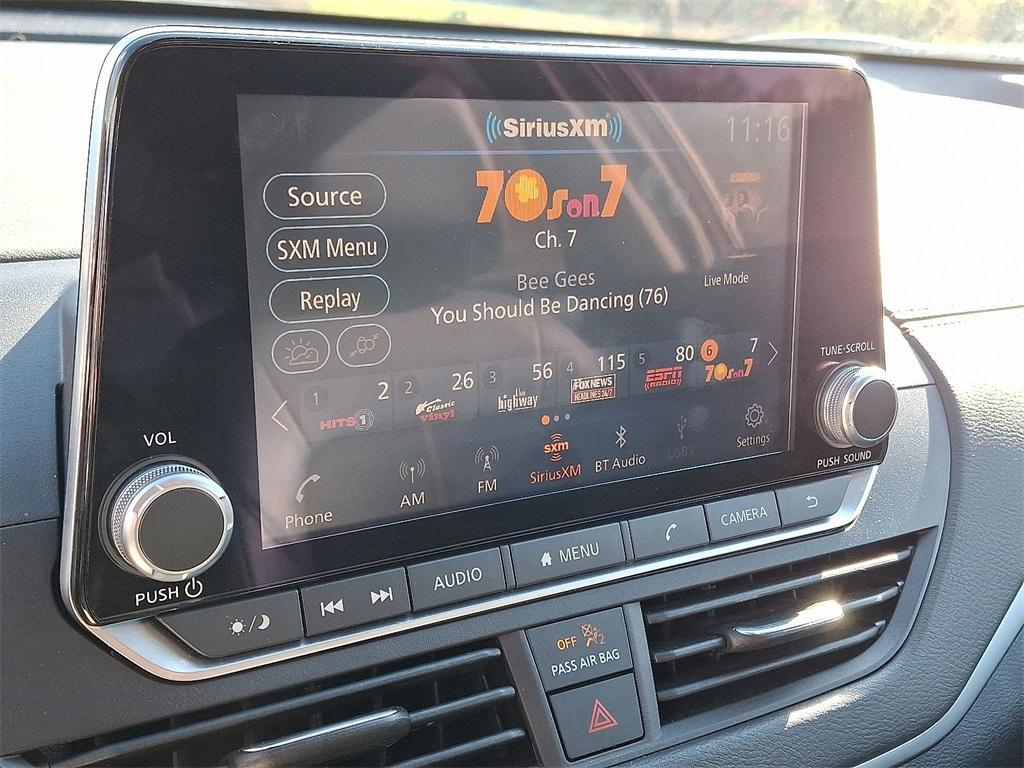 SiriusXM
11:16
Source
70s on 7
SXM Menu
Ch. 7
Replay
Bee Gees
You Should Be Dancing (76)
Live Mode
1 2
HITS 1
2 26
Classic vinyl
3 56
the highway
4 115
FOX NEWS
HEADLINES 24/7
5 80
ESPN RADIO
6 7
70s on 7
Phone
AM
FM
sxm
SiriusXM
BT Audio
USB1
Settings
VOL
PUSH
TUNE·SCROLL
PUSH SOUND
AUDIO
MENU
CAMERA
OFF 2
PASS AIR BAG